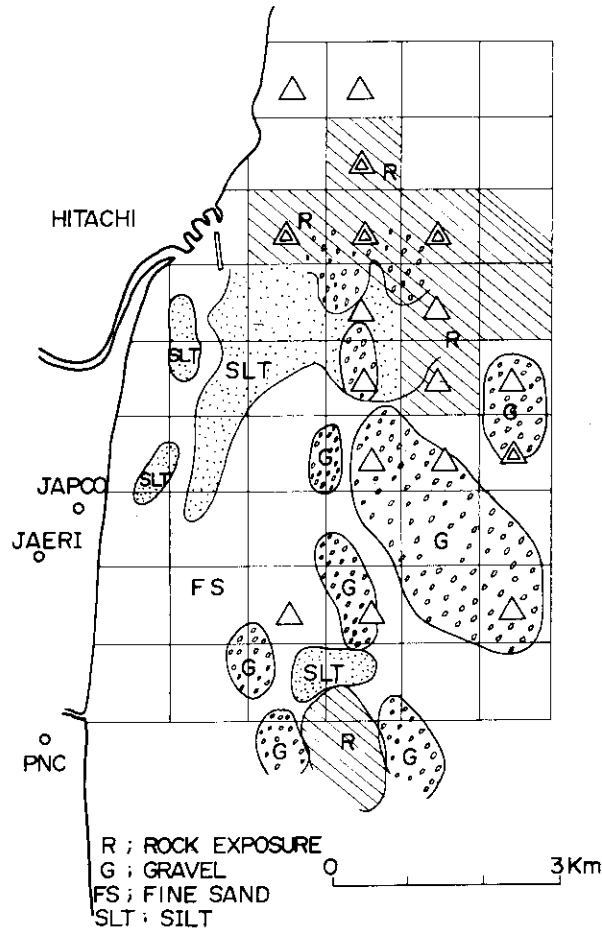 R
HITACHI
R
R
SLT
SLT
G
G
SLT
JAPCO
JAERI
G
FS
G
G
SLT
PNC
G
R
G
R ; ROCK EXPOSURE
G ; GRAVEL
FS ; FINE SAND
SLT ; SILT
0 3Km